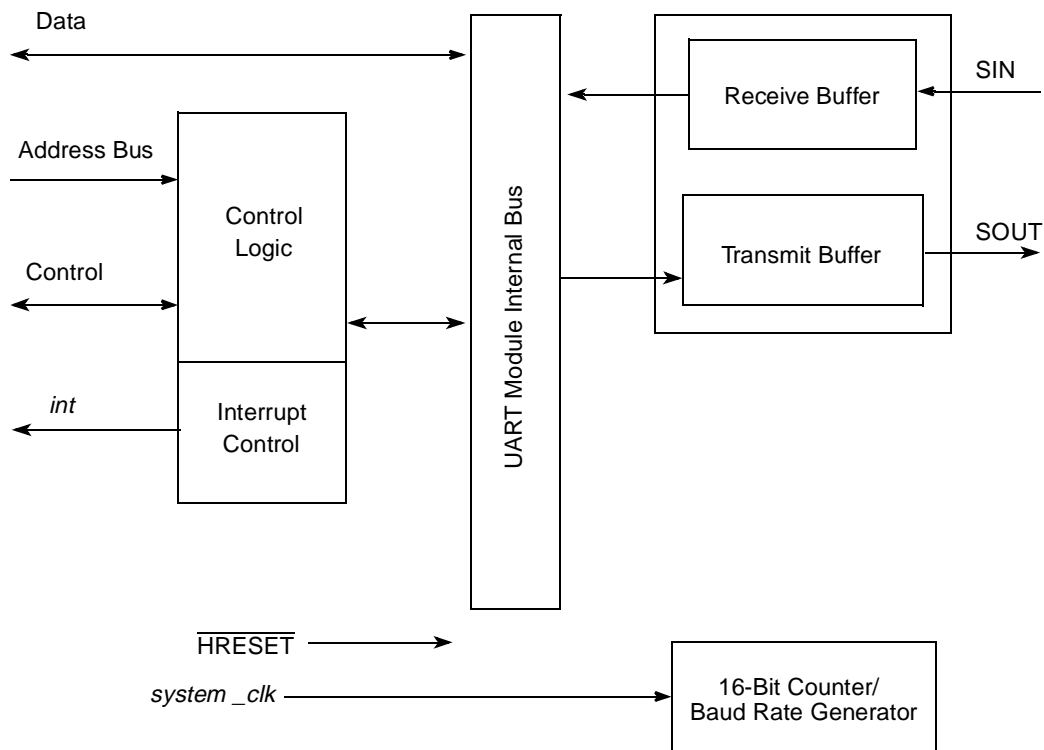 Data
SIN
Receive Buffer
Address Bus
Control
Logic
UART Module Internal Bus
SOUT
Transmit Buffer
Control
int
Interrupt
Control
HRESET
system _clk
16-Bit Counter/
Baud Rate Generator